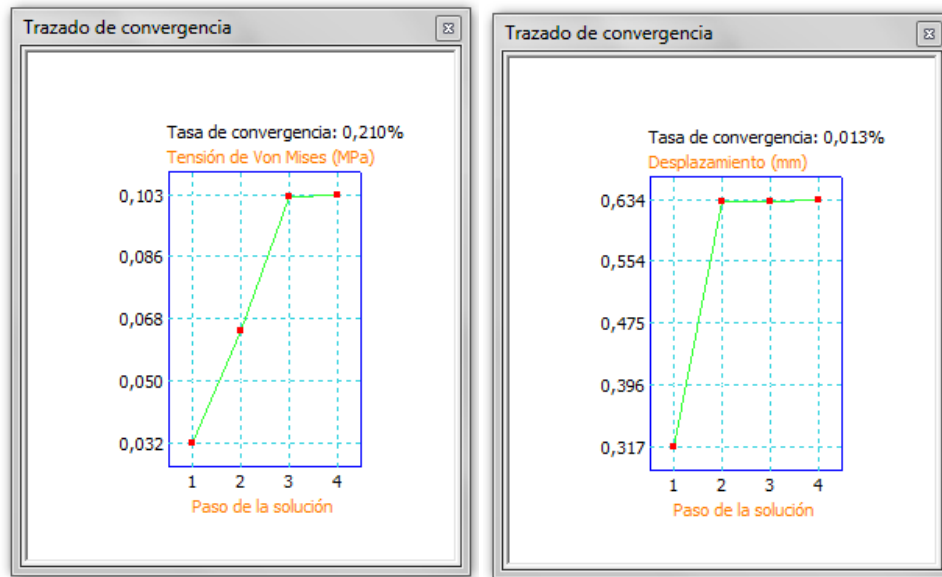 Trazado de convergencia
Tasa de convergencia: 0,210%
Tensión de Von Mises (MPa)
0,103
0,086
0,068
0,050
0,032
1 2 3 4
Paso de la solución
Trazado de convergencia
Tasa de convergencia: 0,013%
Desplazamiento (mm)
0,634
0,554
0,475
0,396
0,317
1 2 3 4
Paso de la solución